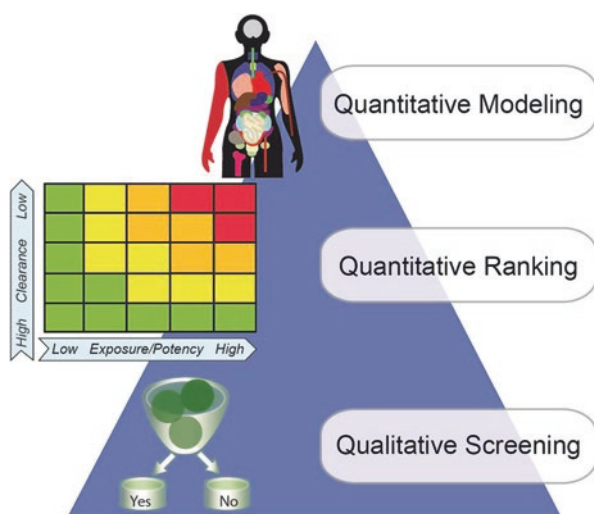 Quantitative Modeling
Low
Clearance
High
Quantitative Ranking
Low Exposure/Potency High
Qualitative Screening
Yes No